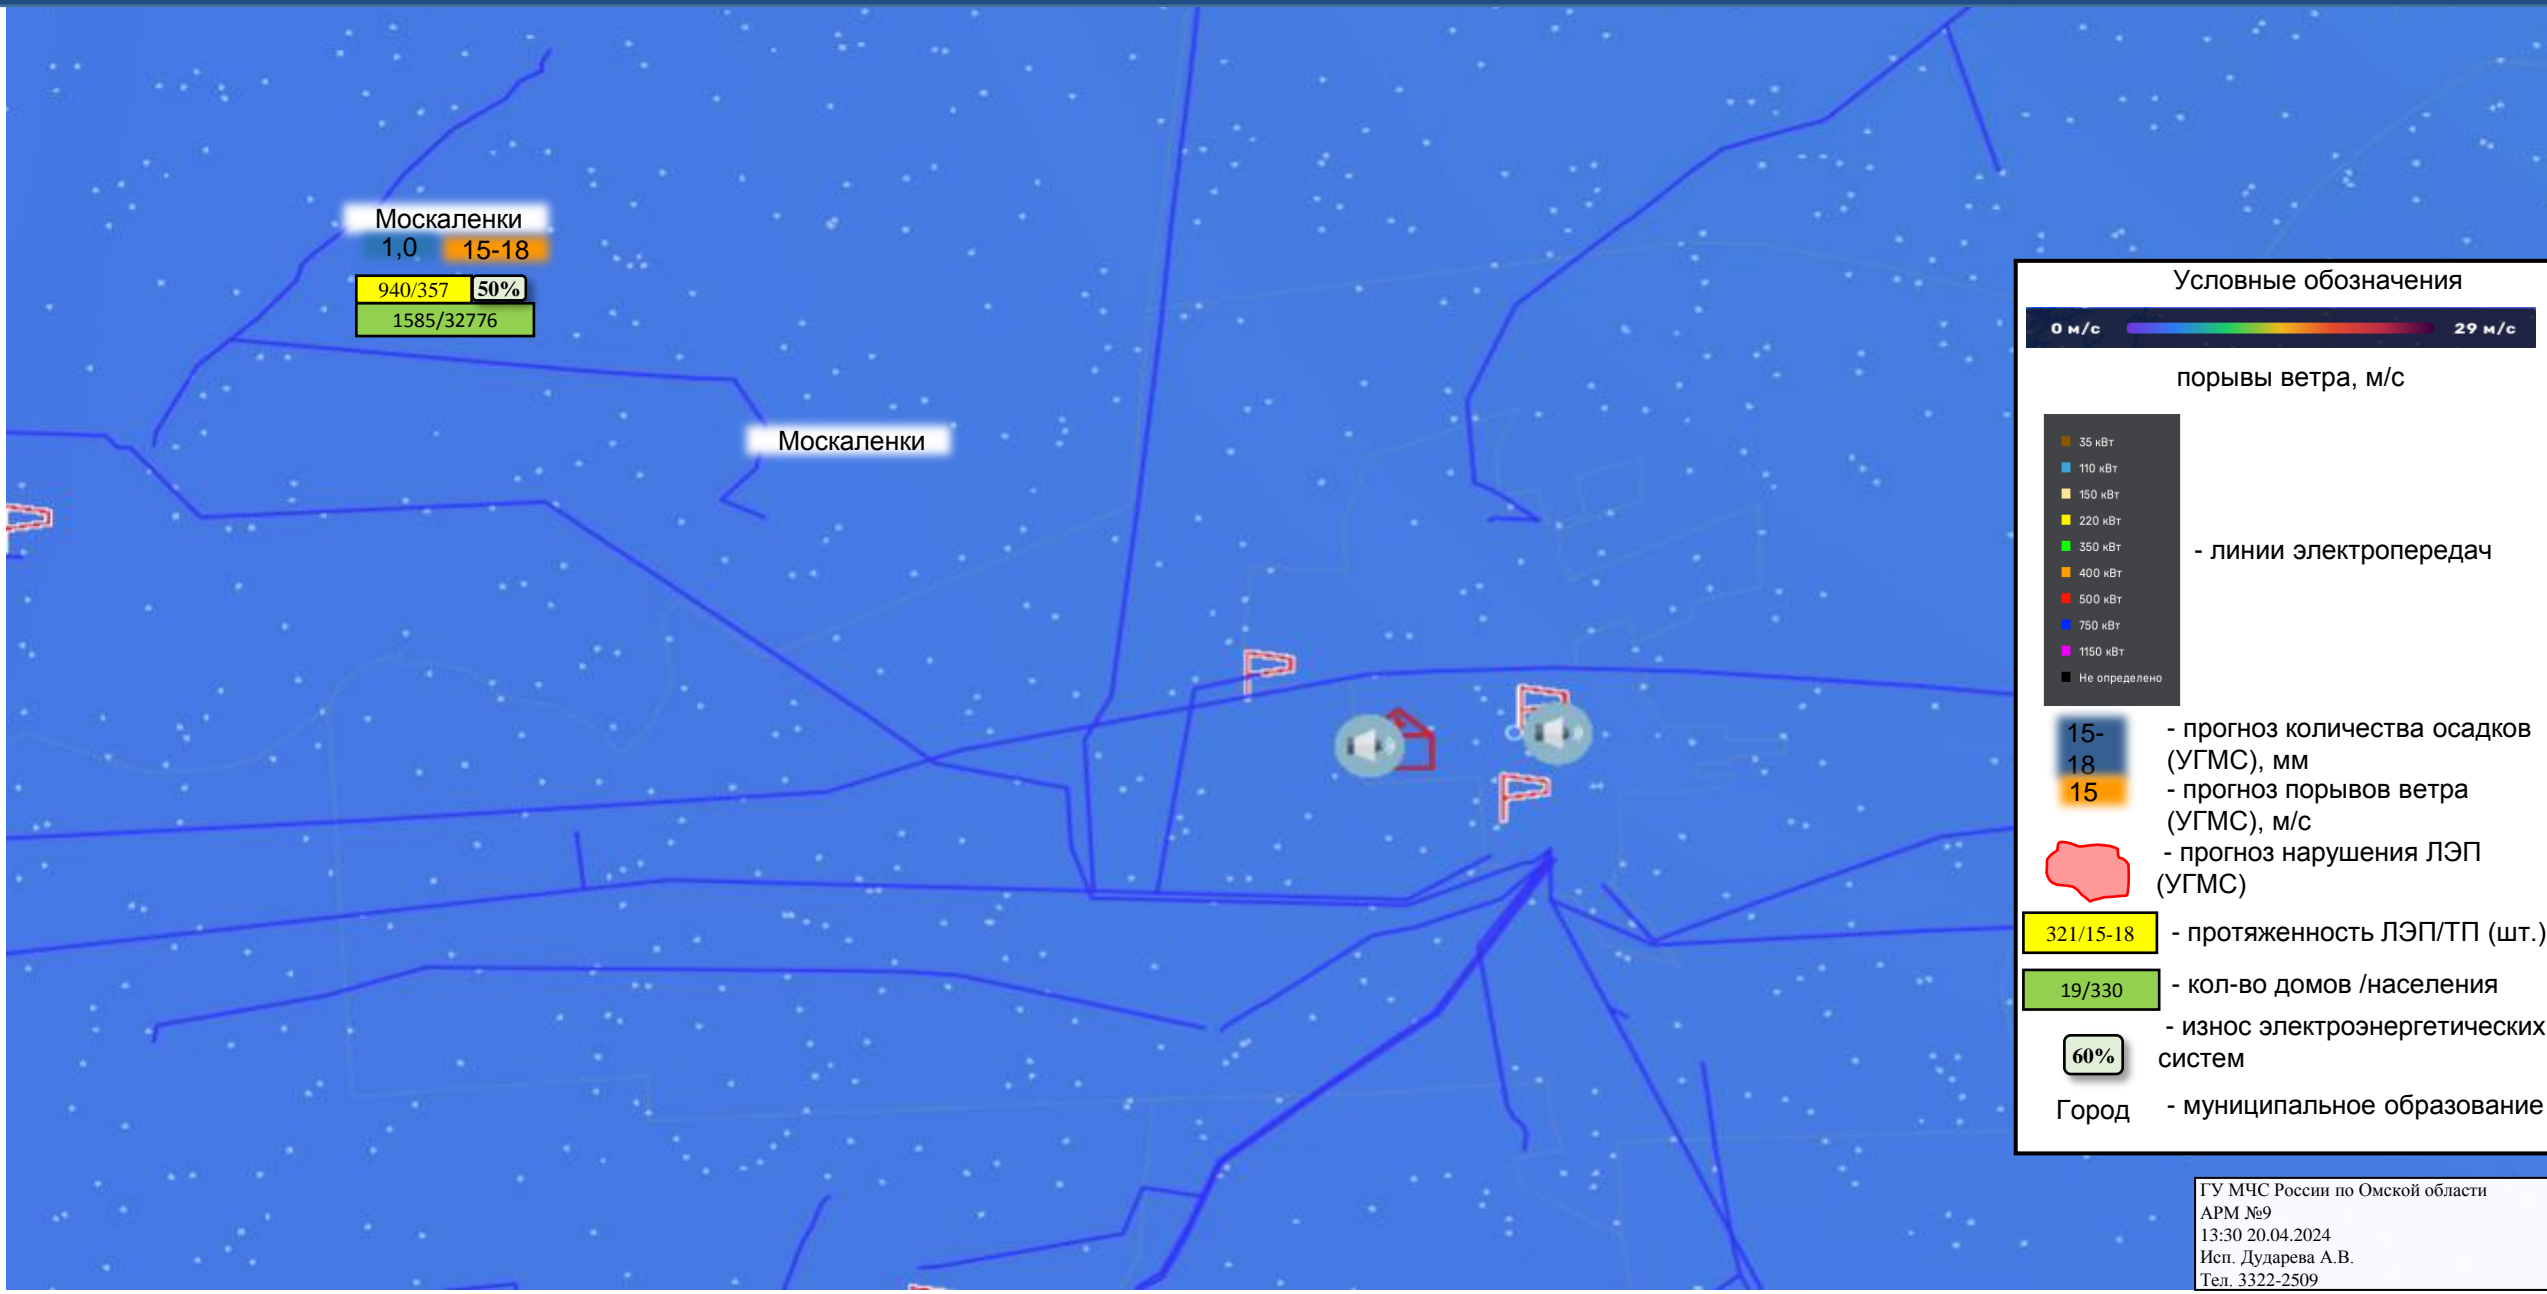 Москаленки
1,0 15-18
940/357 50%
1585/32776
Москаленки
Условные обозначения
0 м/с 29 м/с
порывы ветра, м/с
35 кВт
110 кВт
150 кВт
220 кВт
350 кВт
400 кВт
500 кВт
750 кВт
1150 кВт
Не определено
- линии электропередач
15-
18
- прогноз количества осадков
(УГМС), мм
15
- прогноз порывов ветра
(УГМС), м/с
- прогноз нарушения ЛЭП
(УГМС)
321/15-18 - протяженность ЛЭП/ТП (шт.)
19/330 - кол-во домов /населения
60%
- износ электроэнергетических
систем
Город - муниципальное образование
ГУ МЧС России по Омской области
АРМ №9
13:30 20.04.2024
Исп. Дударева А.В.
Тел. 3322-2509